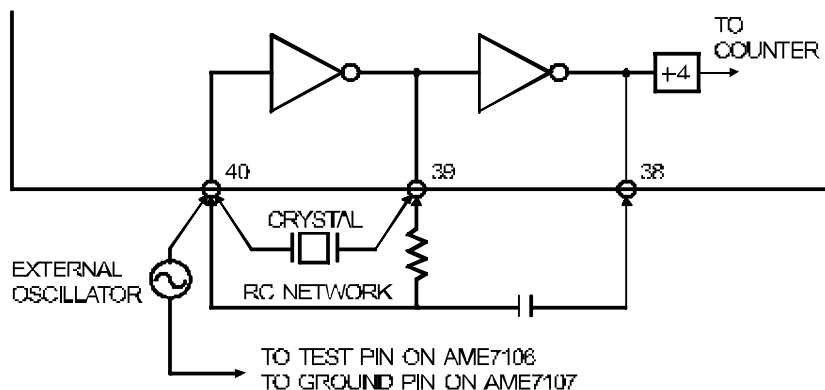 TO
COUNTER
+4
40
39
38
CRYSTAL
EXTERNAL
OSCILLATOR
RC NETWORK
TO TEST PIN ON AME7106
TO GROUND PIN ON AME7107